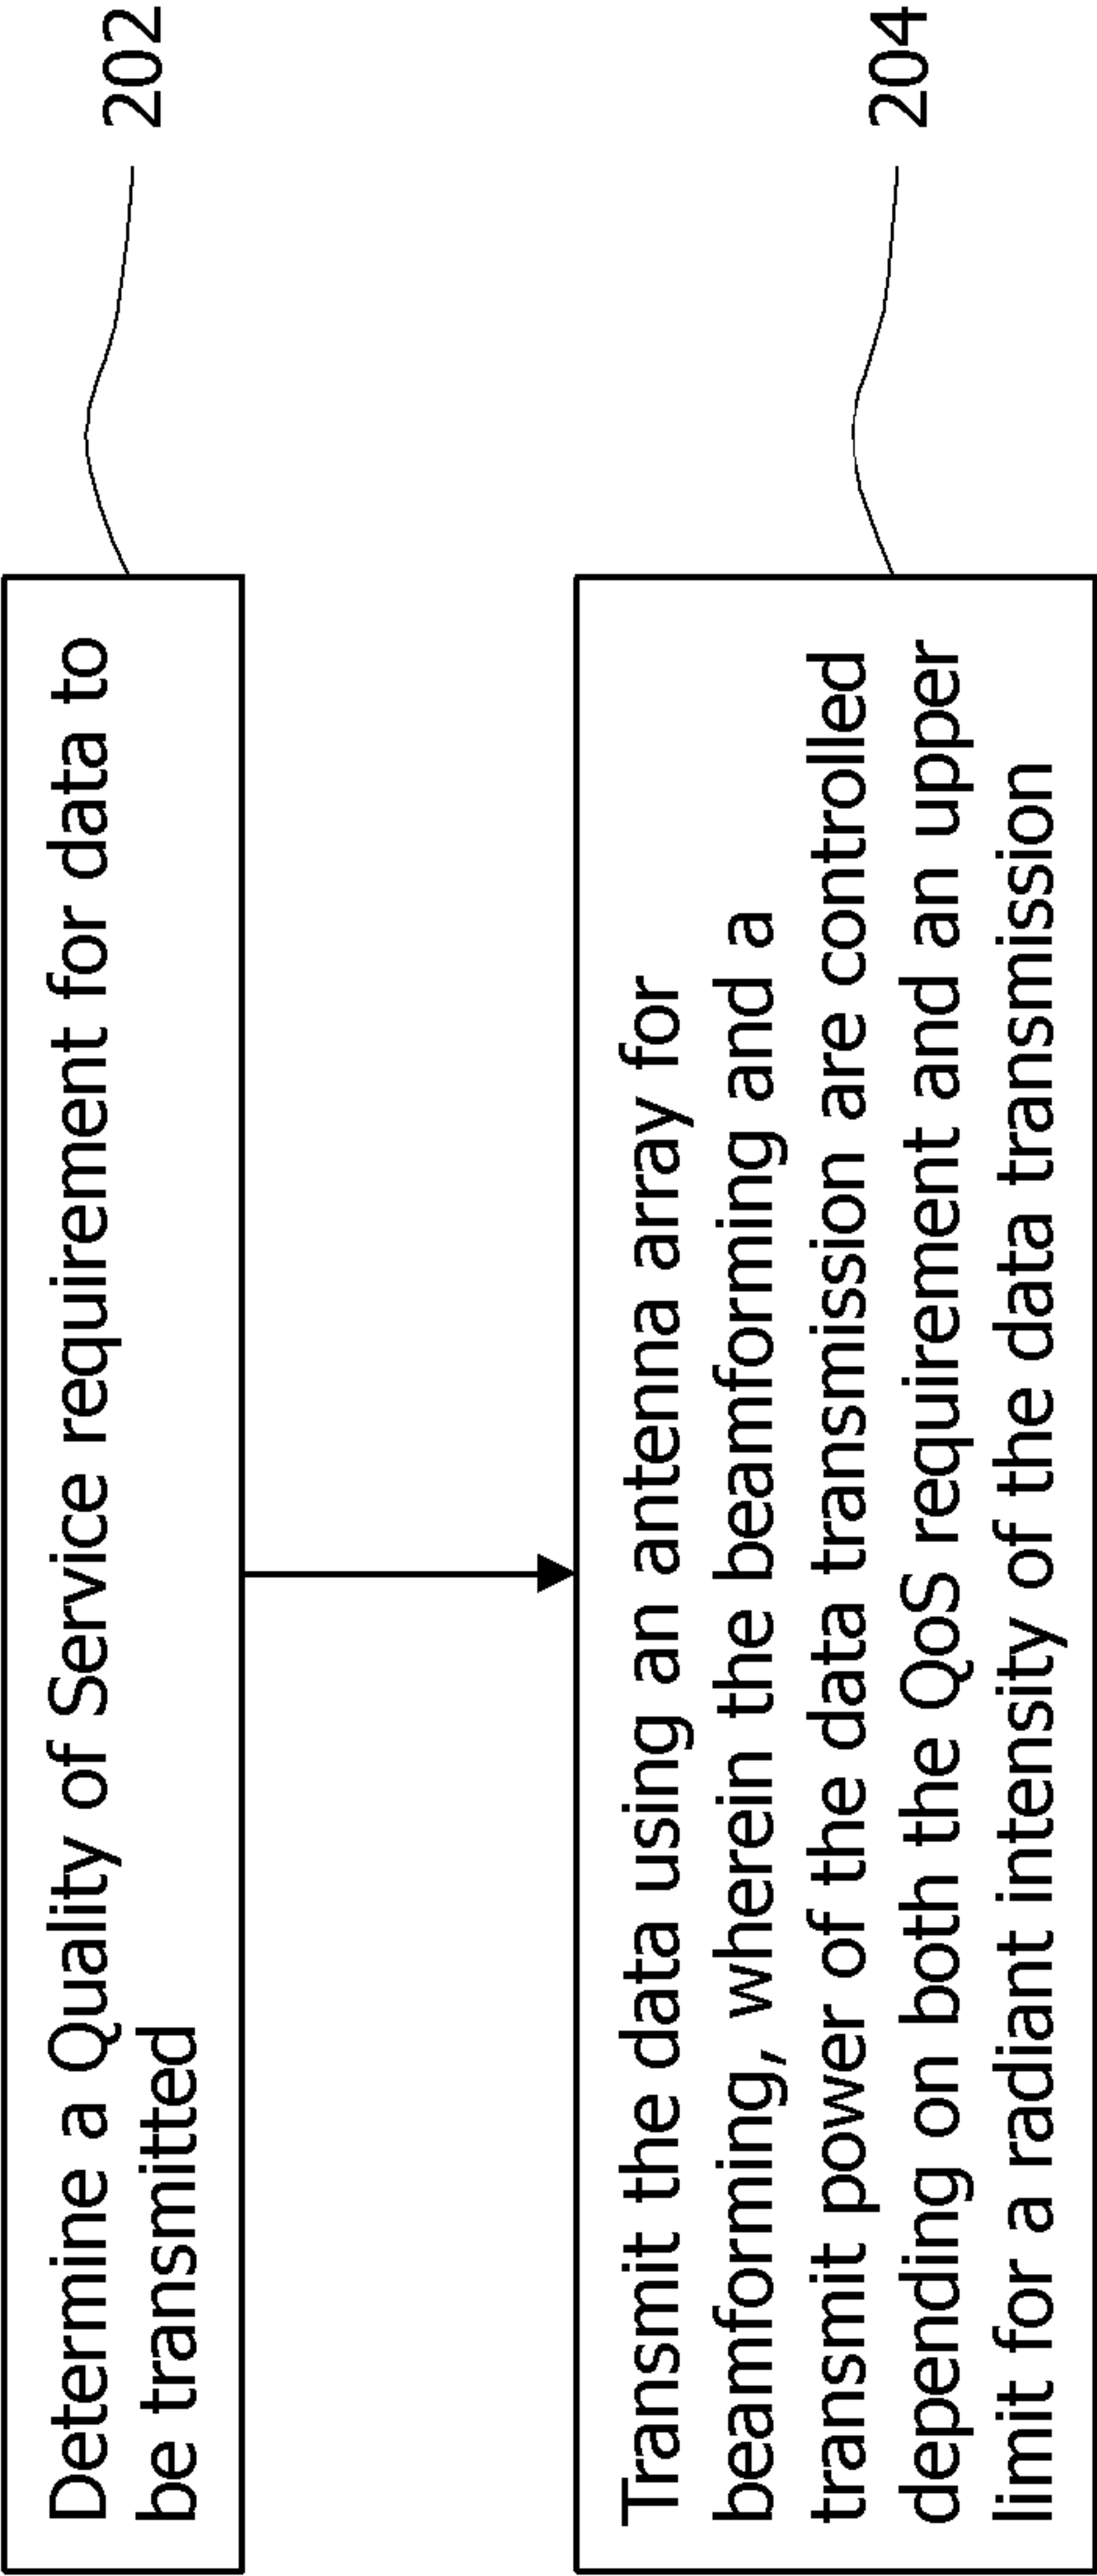 Determine a Quality of Service requirement for data to
be transmitted
202
Transmit the data using an antenna array for
beamforming, wherein the beamforming and a
transmit power of the data transmission are controlled
depending on both the QoS requirement and an upper
limit for a radiant intensity of the data transmission
204